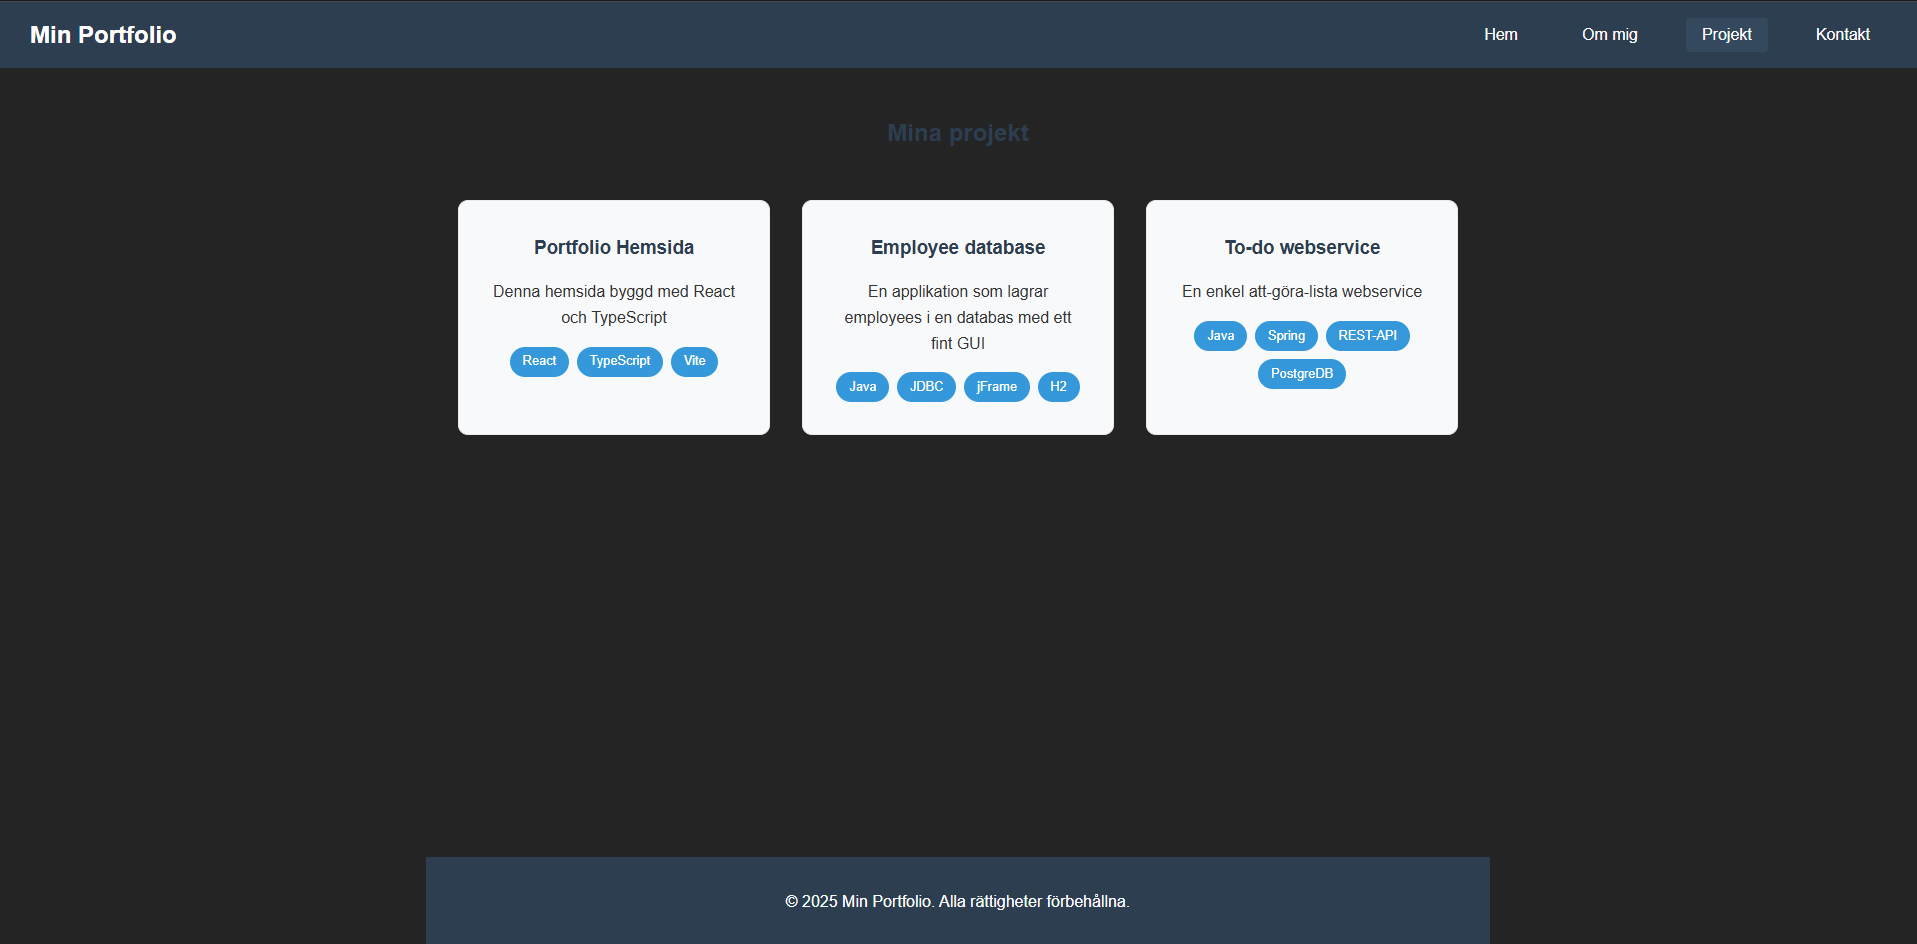 Min Portfolio
Hem
Om mig
Projekt
Kontakt
Mina projekt
Portfolio Hemsida
Denna hemsida byggd med React
och TypeScript
React TypeScript Vite
Employee database
En applikation som lagrar
employees i en databas med ett
fint GUI
Java JDBC jFrame H2
To-do webservice
En enkel att-göra-lista webservice
Java Spring REST-API
PostgreDB
© 2025 Min Portfolio. Alla rättigheter förbehållna.